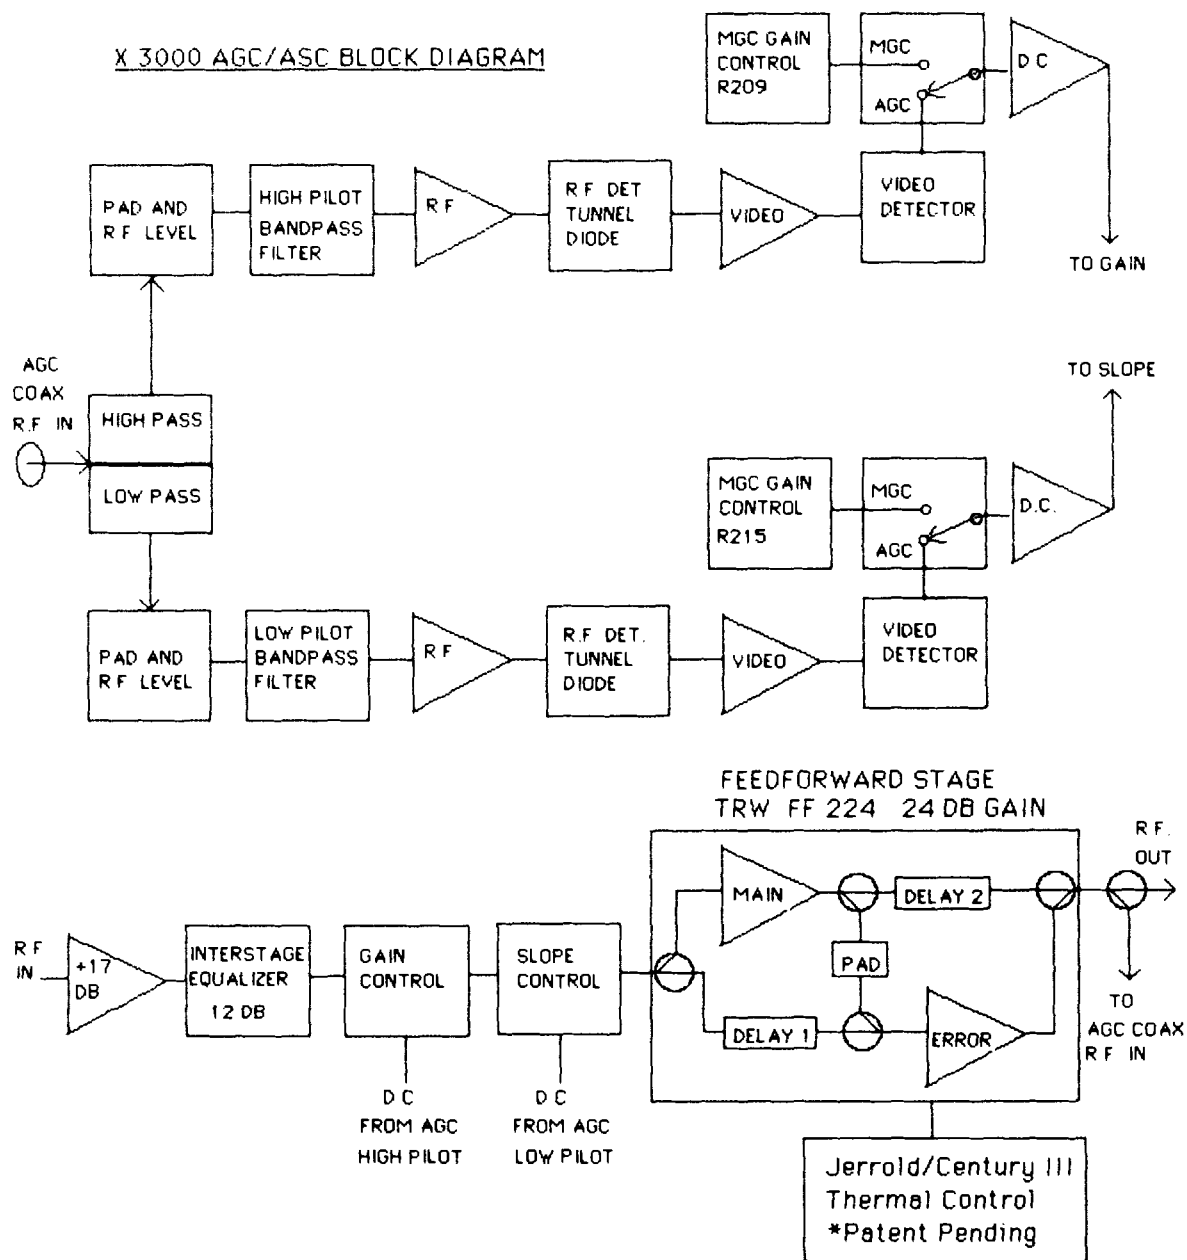 X 3000 AGC/ASC BLOCK DIAGRAM
MGC GAIN
CONTROL
R209
MGC
AGC
D C
PAD AND
R F LEVEL
HIGH PILOT
BANDPASS
FILTER
R F
R F DET
TUNNEL
DIODE
VIDEO
VIDEO
DETECTOR
TO GAIN
AGC
COAX
R.F IN
HIGH PASS
LOW PASS
TO SLOPE
MGC GAIN
CONTROL
R215
MGC
AGC
D.C.
PAD AND
R F LEVEL
LOW PILOT
BANDPASS
FILTER
R F
R.F DET.
TUNNEL
DIODE
VIDEO
VIDEO
DETECTOR
FEEDFORWARD STAGE
TRW FF 224 24 DB GAIN
R F
IN
+17
DB
INTERSTAGE
EQUALIZER
12 DB
GAIN
CONTROL
SLOPE
CONTROL
MAIN
DELAY 2
PAD
DELAY 1
ERROR
R F.
OUT
TO
AGC COAX
R F IN
D C
FROM AGC
HIGH PILOT
D C
FROM AGC
LOW PILOT
Jerrold/Century III
Thermal Control
*Patent Pending